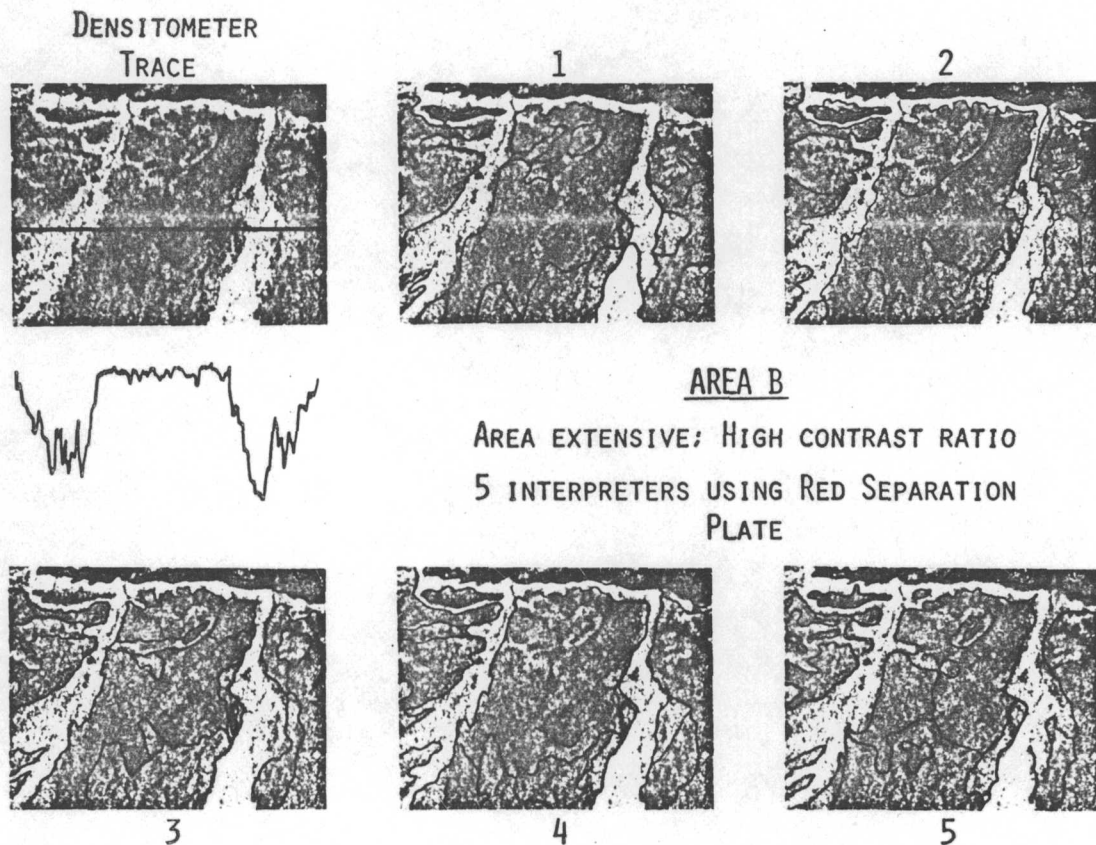 DENSITOMETER
TRACE
1
2
AREA B
AREA EXTENSIVE: HIGH CONTRAST RATIO
5 INTERPRETERS USING RED SEPARATION
PLATE
3
4
5